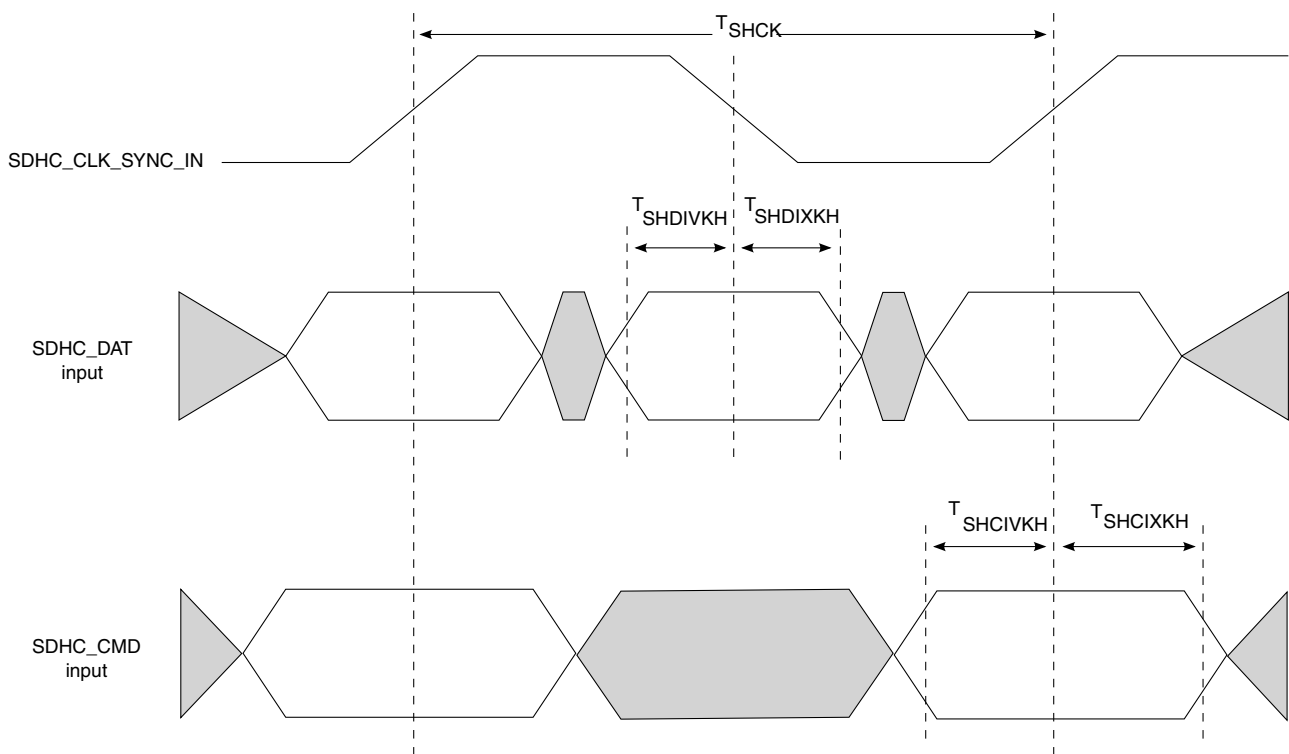 TSHCK
SDHC_CLK_SYNC_IN
TSHDIVKH TSHDIXKH
SDHC_DAT
input
TSHCIVKH TSHCIXKH
SDHC_CMD
input